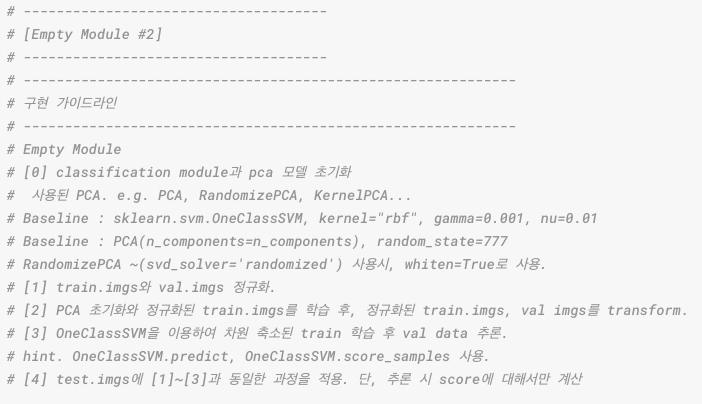 # -------------------------------------
# [Empty Module #2]
# -------------------------------------
# ------------------------------------------------------------
# 구현 가이드라인
# ------------------------------------------------------------
# Empty Module
# [0] classification module과 pca 모델 초기화
#  사용된 PCA. e.g. PCA, RandomizePCA, KernelPCA...
# Baseline : sklearn.svm.OneClassSVM, kernel="rbf", gamma=0.001, nu=0.01
# Baseline : PCA(n_components=n_components), random_state=777
# RandomizePCA ~(svd_solver='randomized') 사용시, whiten=True로 사용.
# [1] train.imgs와 val.imgs 정규화.
# [2] PCA 초기화와 정규화된 train.imgs를 학습 후, 정규화된 train.imgs, val imgs를 transform.
# [3] OneClassSVM을 이용하여 차원 축소된 train 학습 후 val data 추론.
# hint. OneClassSVM.predict, OneClassSVM.score_samples 사용.
# [4] test.imgs에 [1]~[3]과 동일한 과정을 적용. 단, 추론 시 score에 대해서만 계산